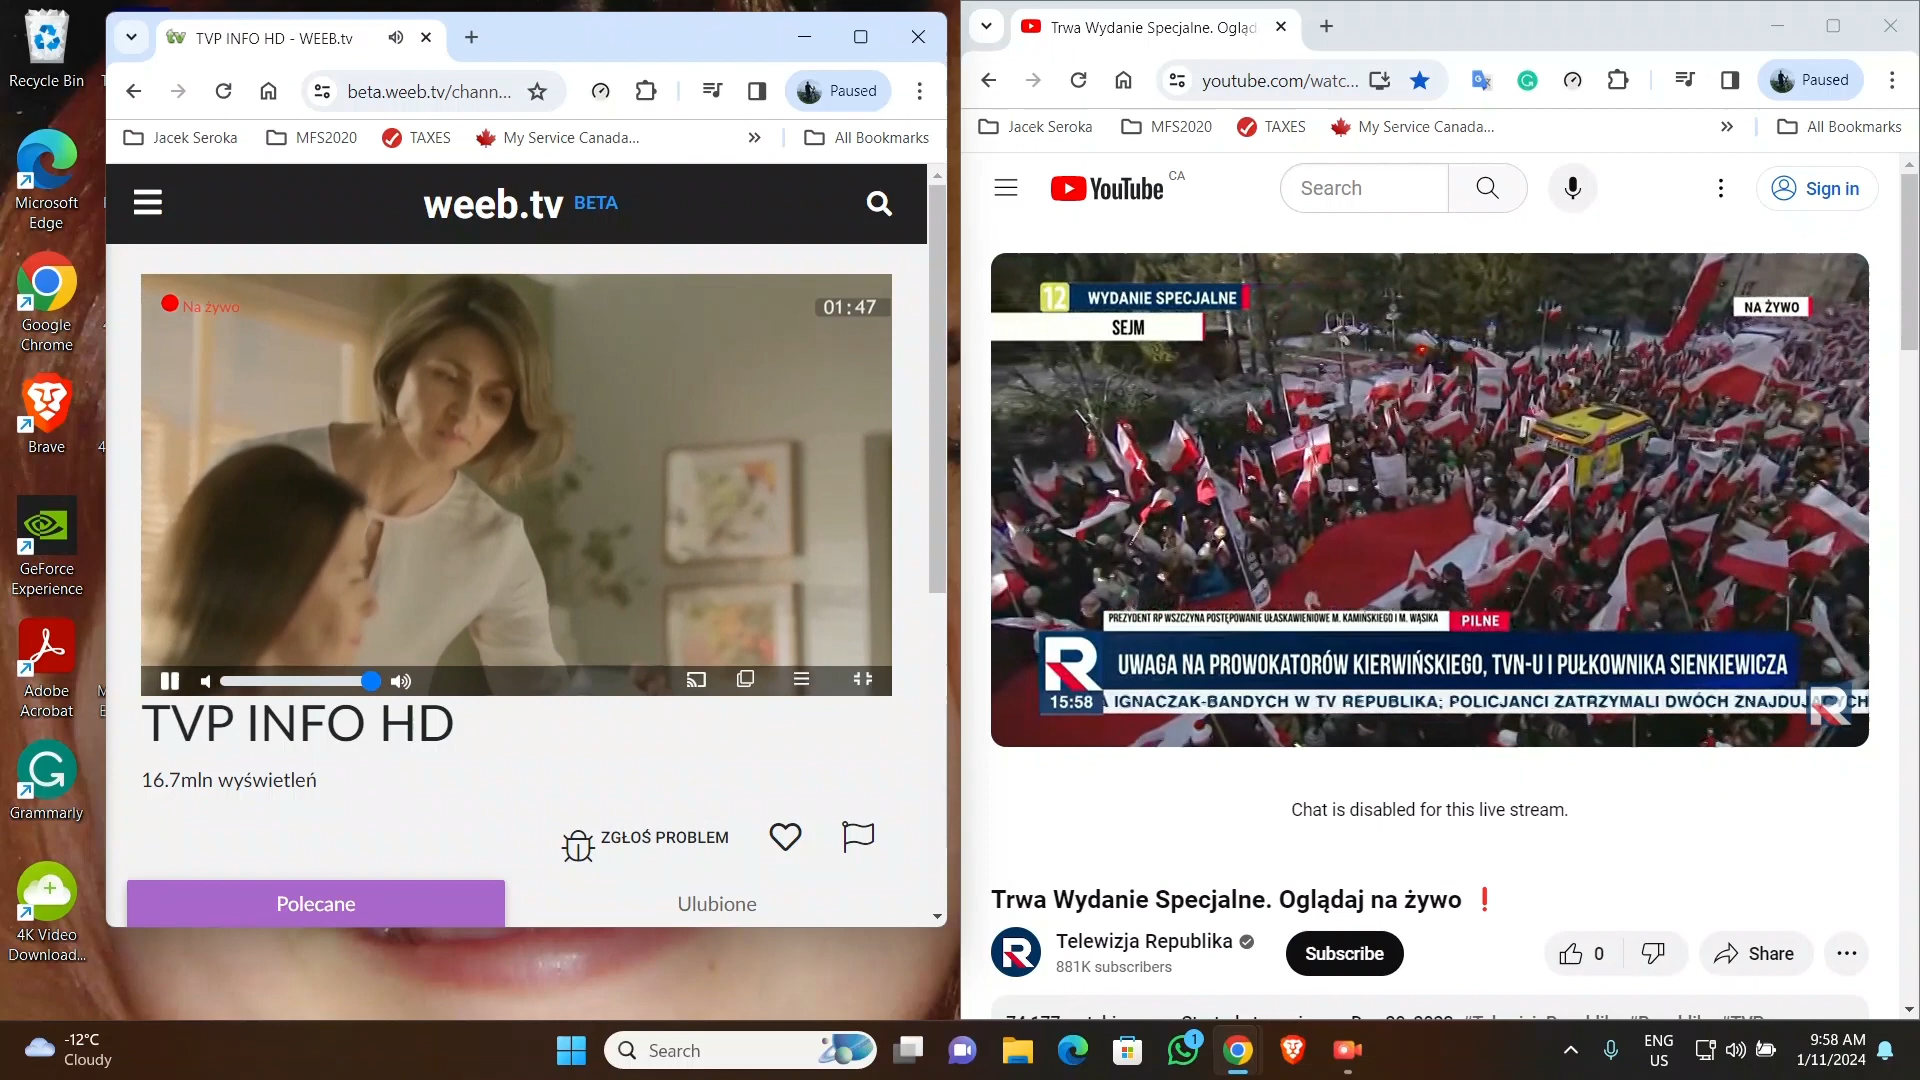 Recycle Bin
Microsoft
Edge
Google
Chrome
Brave
GeForce
Experience
Adobe
Acrobat
Grammarly
4K Video
Download...
TVP INFO HD - WEEB.tv
beta.weeb.tv/chann...
Paused
Jacek Seroka
MFS2020
TAXES
My Service Canada...
All Bookmarks
weeb.tv BETA
Na żywo
01:47
TVP INFO HD
16.7mln wyświetleń
ZGŁOŚ PROBLEM
Polecane
Ulubione
Trwa Wydanie Specjalne. Ogląd
youtube.com/watc...
Paused
Jacek Seroka
MFS2020
TAXES
My Service Canada...
All Bookmarks
YouTube CA
Search
Sign in
12 WYDANIE SPECJALNE
SEJM
NA ŻYWO
PREZYDENT RP WSZCZYNA POSTĘPOWANIE UŁASKAWIENIOWE M. KAMIŃSKIEGO I M. WĄSIKA
PILNE
R
UWAGA NA PROWOKATORÓW KIERWIŃSKIEGO, TVN-U I PUŁKOWNIKA SIENKIEWICZA
15:58
IGNACZAK-BANDYCH W TV REPUBLIKA; POLICJANCI ZATRZYMALI DWÓCH ZNAJDUJĄCYCH
Chat is disabled for this live stream.
Trwa Wydanie Specjalne. Oglądaj na żywo ❗
Telewizja Republika
881K subscribers
Subscribe
0
Share
-12°C
Cloudy
Search
1
ENG
US
9:58 AM
1/11/2024